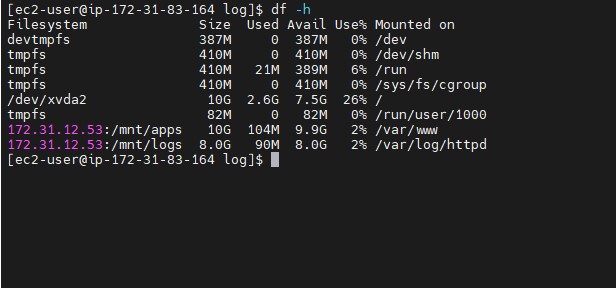 [ec2-user@ip-172-31-83-164 log]$ df -h
Filesystem Size Used Avail Use% Mounted on
devtmpfs 387M 0 387M 0% /dev
tmpfs 410M 0 410M 0% /dev/shm
tmpfs 410M 21M 389M 6% /run
tmpfs 410M 0 410M 0% /sys/fs/cgroup
/dev/xvda2 10G 2.6G 7.5G 26% /
tmpfs 82M 0 82M 0% /run/user/1000
172.31.12.53:/mnt/apps 10G 104M 9.9G 2% /var/www
172.31.12.53:/mnt/logs 8.0G 90M 8.0G 2% /var/log/httpd
[ec2-user@ip-172-31-83-164 log]$